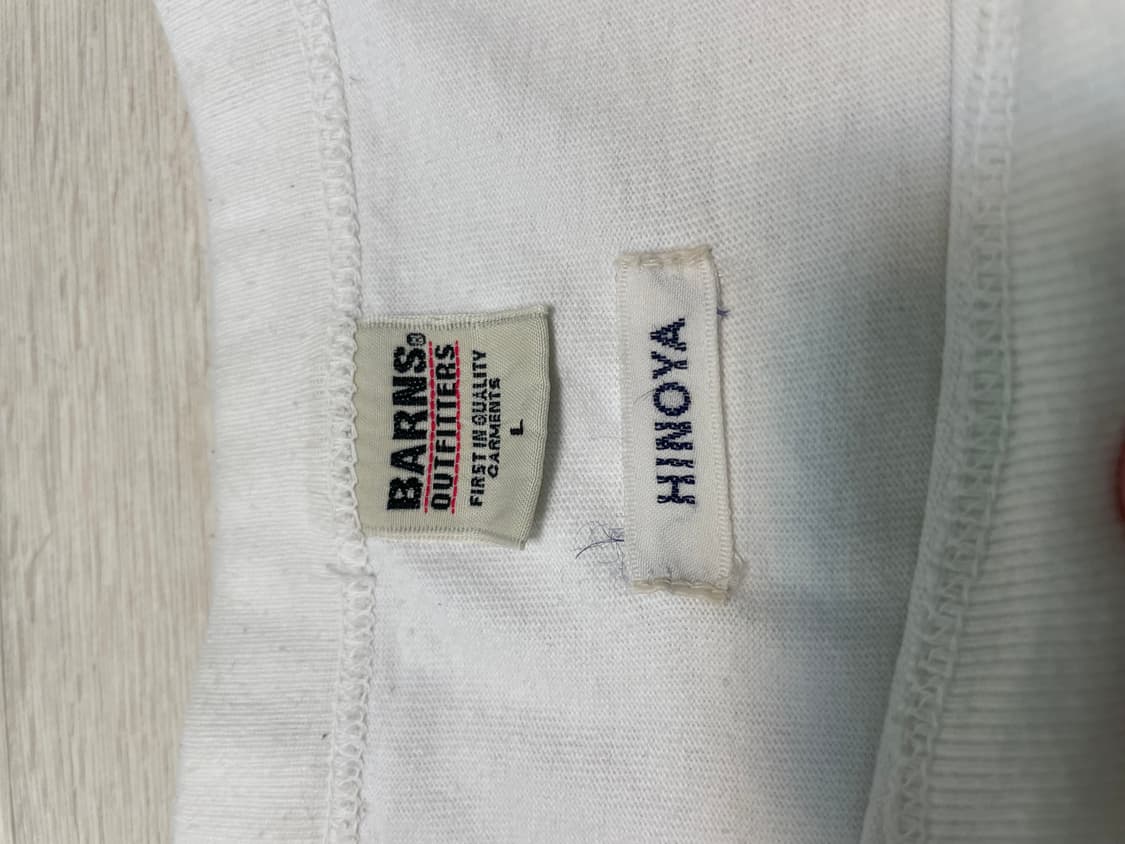 BARNS®
OUTFITTERS
FIRST IN QUALITY
GARMENTS
L
HINOYA